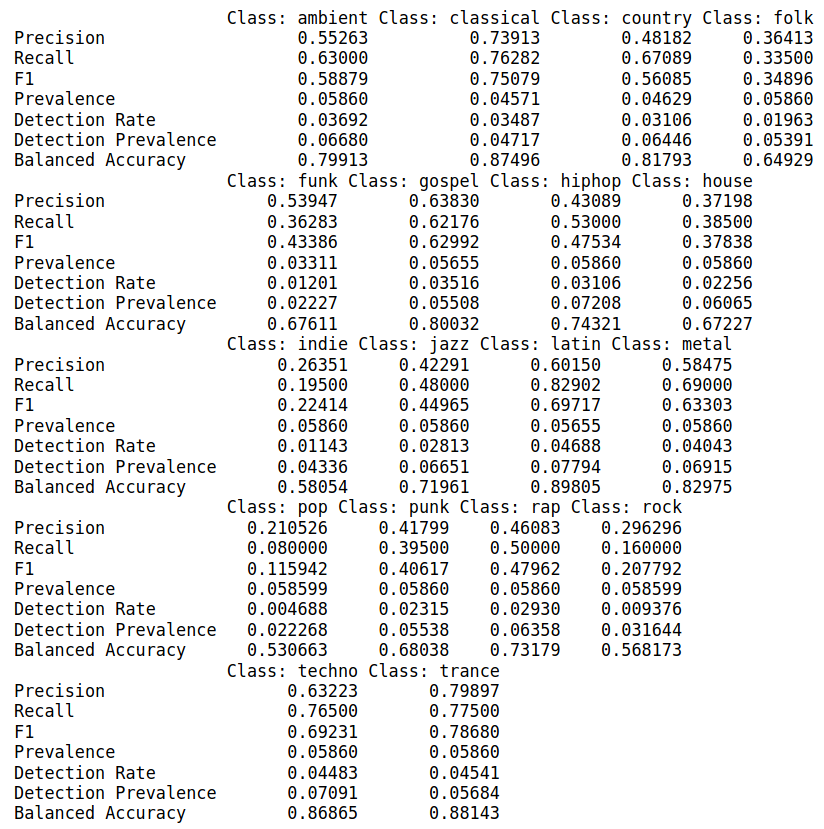 Class: ambient Class: classical Class: country Class: folk
Precision 0.55263 0.73913 0.48182 0.36413
Recall 0.63000 0.76282 0.67089 0.33500
F1 0.58879 0.75079 0.56085 0.34896
Prevalence 0.05860 0.04571 0.04629 0.05860
Detection Rate 0.03692 0.03487 0.03106 0.01963
Detection Prevalence 0.06680 0.04717 0.06446 0.05391
Balanced Accuracy 0.79913 0.87496 0.81793 0.64929
Class: funk Class: gospel Class: hiphop Class: house
Precision 0.53947 0.63830 0.43089 0.37198
Recall 0.36283 0.62176 0.53000 0.38500
F1 0.43386 0.62992 0.47534 0.37838
Prevalence 0.03311 0.05655 0.05860 0.05860
Detection Rate 0.01201 0.03516 0.03106 0.02256
Detection Prevalence 0.02227 0.05508 0.07208 0.06065
Balanced Accuracy 0.67611 0.80032 0.74321 0.67227
Class: indie Class: jazz Class: latin Class: metal
Precision 0.26351 0.42291 0.60150 0.58475
Recall 0.19500 0.48000 0.82902 0.69000
F1 0.22414 0.44965 0.69717 0.63303
Prevalence 0.05860 0.05860 0.05655 0.05860
Detection Rate 0.01143 0.02813 0.04688 0.04043
Detection Prevalence 0.04336 0.06651 0.07794 0.06915
Balanced Accuracy 0.58054 0.71961 0.89805 0.82975
Class: pop Class: punk Class: rap Class: rock
Precision 0.210526 0.41799 0.46083 0.296296
Recall 0.080000 0.39500 0.50000 0.160000
F1 0.115942 0.40617 0.47962 0.207792
Prevalence 0.058599 0.05860 0.05860 0.058599
Detection Rate 0.004688 0.02315 0.02930 0.009376
Detection Prevalence 0.022268 0.05538 0.06358 0.031644
Balanced Accuracy 0.530663 0.68038 0.73179 0.568173
Class: techno Class: trance
Precision 0.63223 0.79897
Recall 0.76500 0.77500
F1 0.69231 0.78680
Prevalence 0.05860 0.05860
Detection Rate 0.04483 0.04541
Detection Prevalence 0.07091 0.05684
Balanced Accuracy 0.86865 0.88143